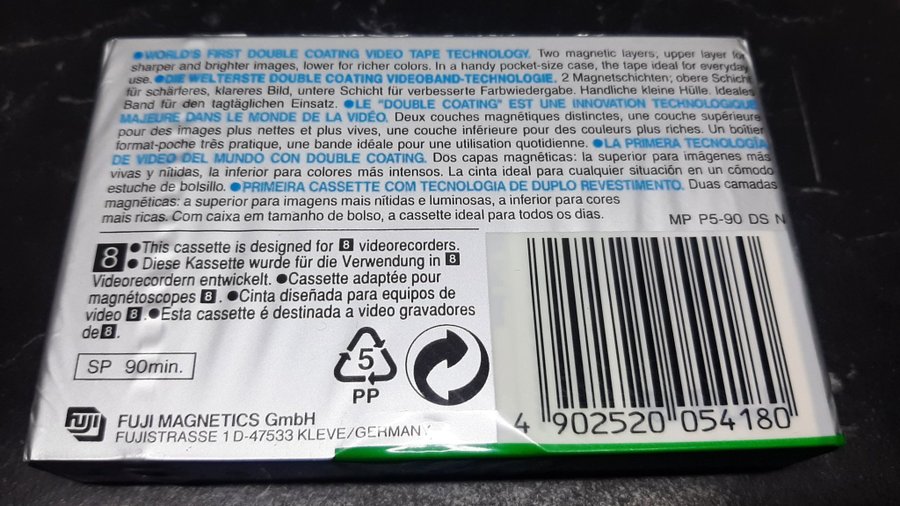 ●WORLD'S FIRST DOUBLE COATING VIDEO TAPE TECHNOLOGY. Two magnetic layers; upper layer for
sharper and brighter images, lower for richer colors. In a handy pocket-size case, the tape ideal for everyday
use. ●DIE WELTERSTE DOUBLE COATING VIDEOBAND-TECHNOLOGIE. 2 Magnetschichten; obere Schicht
für schärferes, klareres Bild, untere Schicht für verbesserte Farbwiedergabe. Handliche kleine Hülle. Ideales
Band für den tagtäglichen Einsatz. ●LE "DOUBLE COATING" EST UNE INNOVATION TECHNOLOGIQUE
MAJEURE DANS LE MONDE DE LA VIDÉO. Deux couches magnétiques distinctes, une couche supérieure
pour des images plus nettes et plus vives, une couche inférieure pour des couleurs plus riches. Un boîtier
format-poche très pratique, une bande idéale pour une utilisation quotidienne. ●LA PRIMERA TECNOLOGÍA
DE VIDEO DEL MUNDO CON DOUBLE COATING. Dos capas magnéticas: la superior para imágenes más
vivas y nítidas, la inferior para colores más intensos. La cinta ideal para cualquier situación en un cómodo
estuche de bolsillo. ●PRIMEIRA CASSETTE COM TECNOLOGIA DE DUPLO REVESTIMENTO. Duas camadas
magnéticas: a superior para imagens mais nítidas e luminosas, a inferior para cores
mais ricas. Com caixa em tamanho de bolso, a cassette ideal para todos os dias.
MP P5-90 DS N
8 ●This cassette is designed for 8 videorecorders.
● Diese Kassette wurde für die Verwendung in 8
Videorecordern entwickelt. ●Cassette adaptée pour
magnétoscopes 8. ●Cinta diseñada para equipos de
video 8. ●Esta cassette é destinada a video gravadores
de 8.
SP 90min.
5
PP
FUJI FUJI MAGNETICS GmbH
FUJISTRASSE 1 D-47533 KLEVE/GERMANY
4 902520 054180